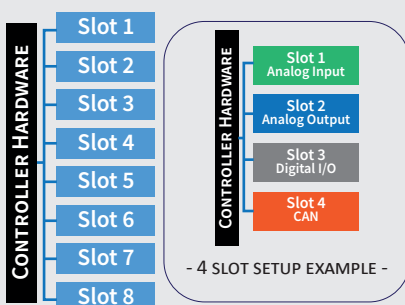 CONTROLLER HARDWARE
Slot 1
Slot 2
Slot 3
Slot 4
Slot 5
Slot 6
Slot 7
Slot 8
CONTROLLER HARDWARE
Slot 1
Analog Input
Slot 2
Analog Output
Slot 3
Digital I/O
Slot 4
CAN
- 4 SLOT SETUP EXAMPLE -